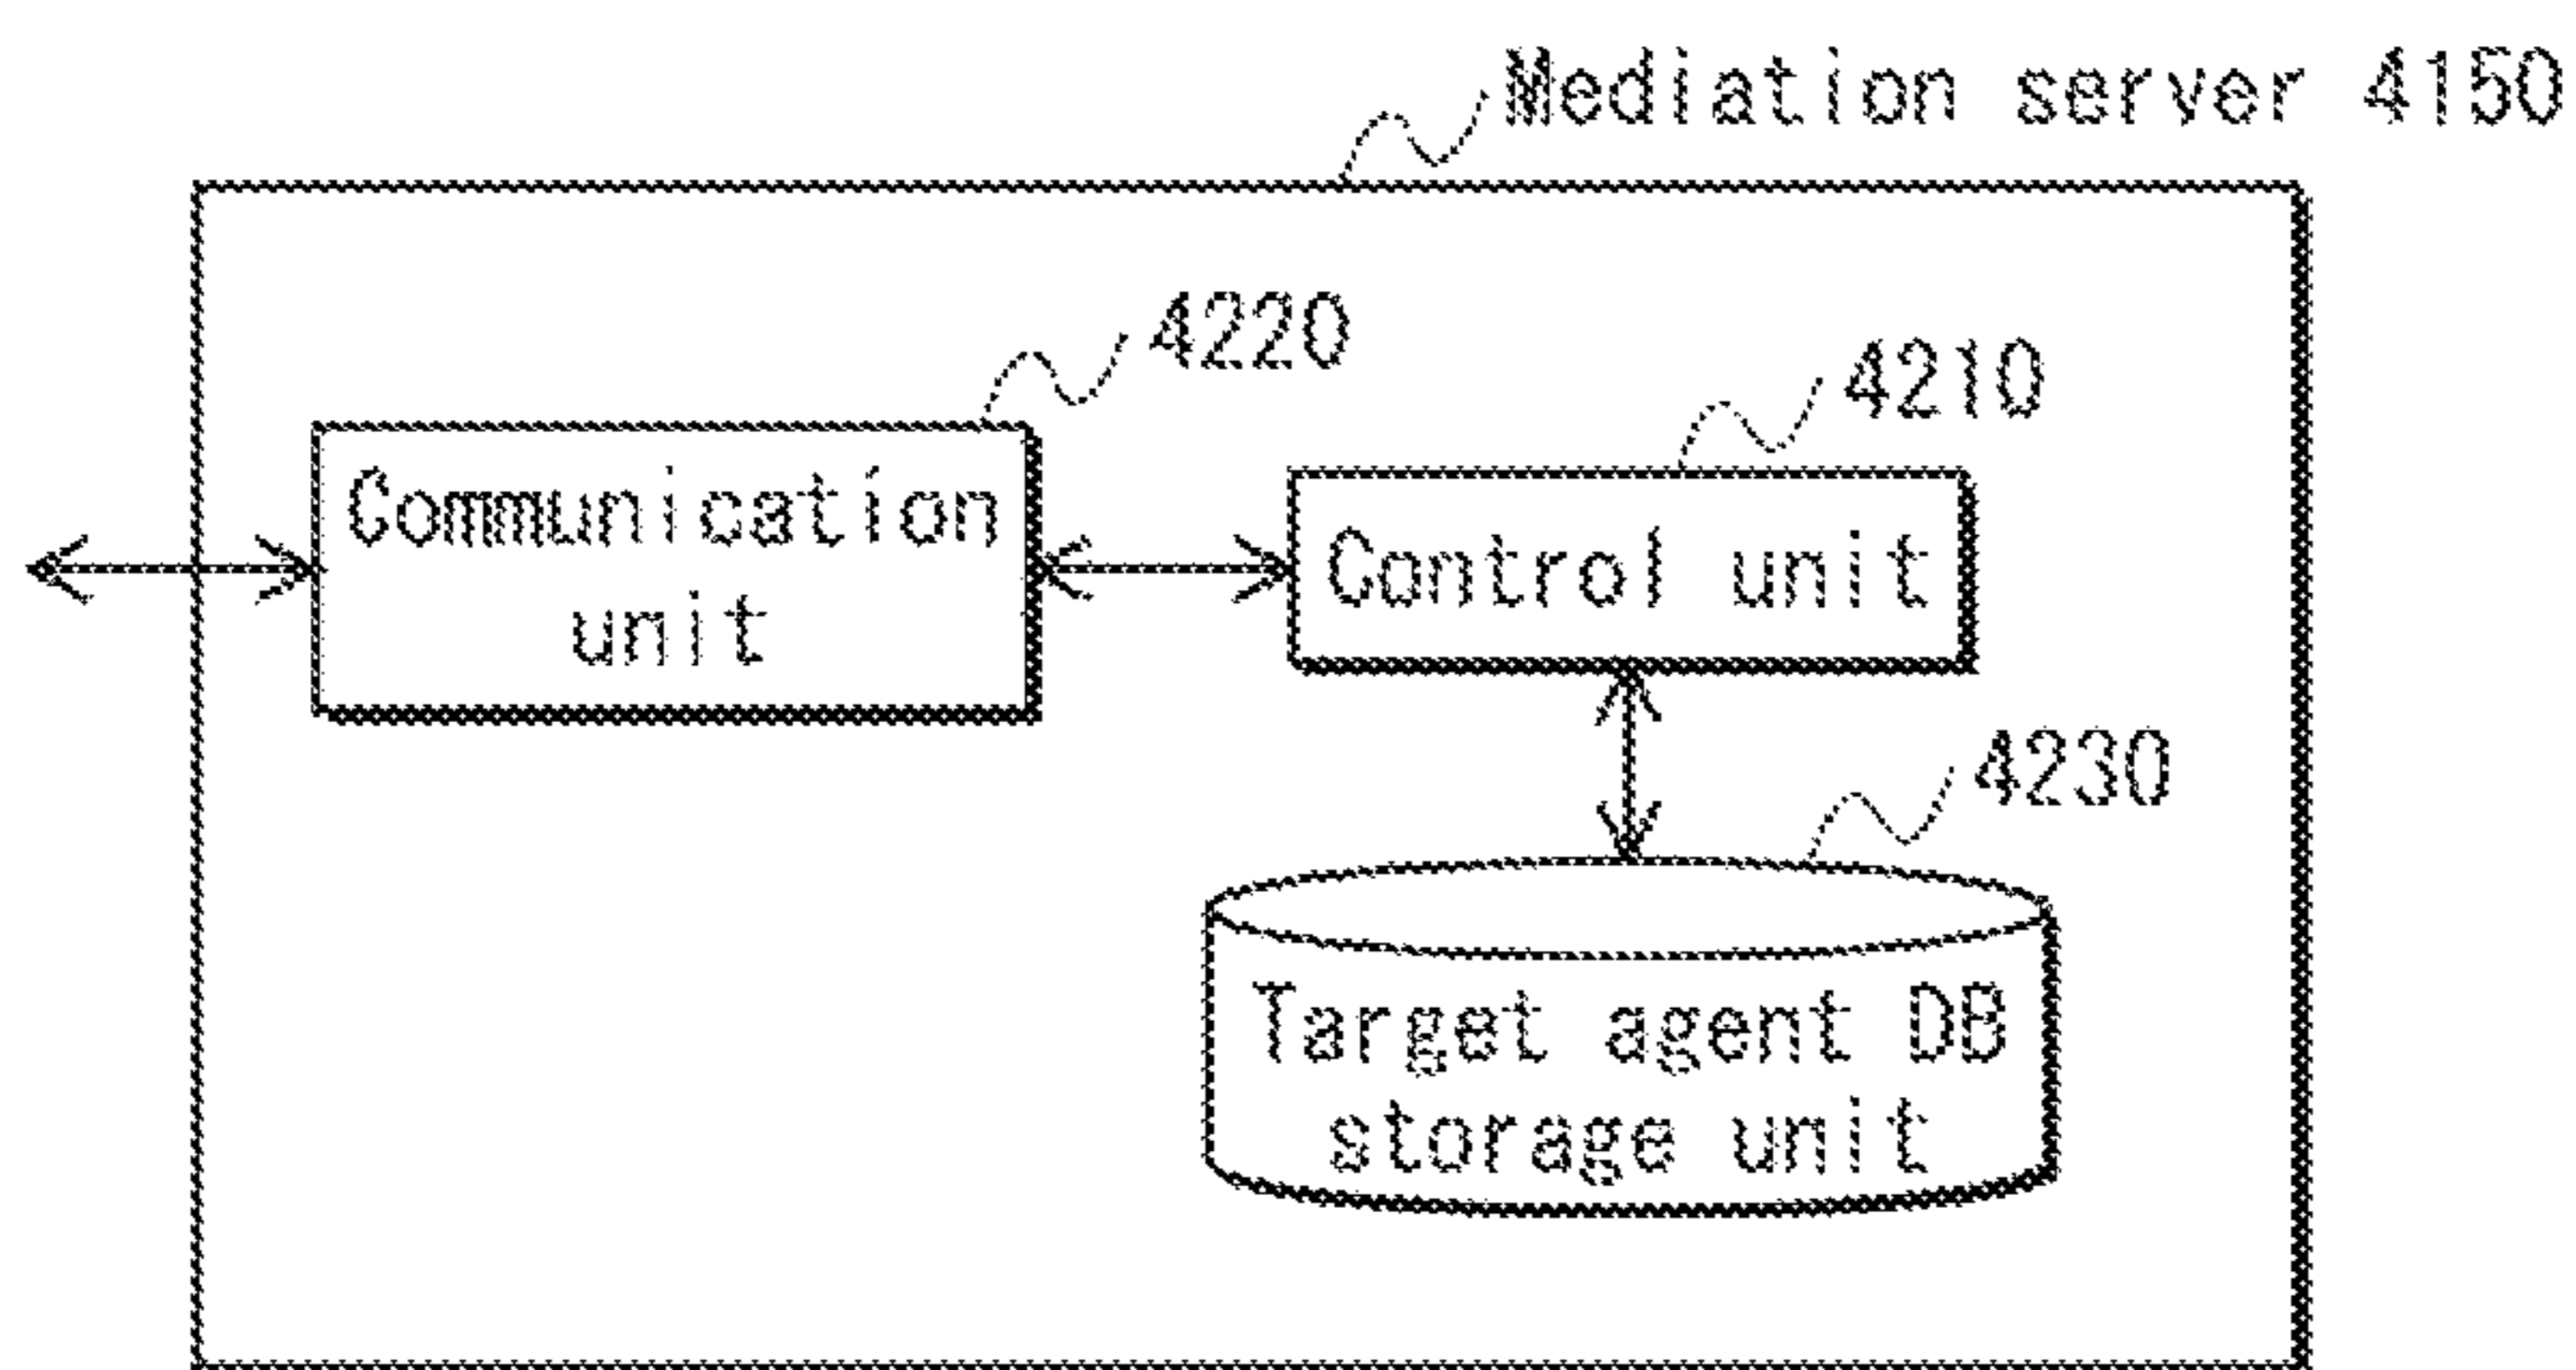 Mediation server 4150
4220
4210
Communication
unit
Control unit
4230
Target agent DB
storage unit